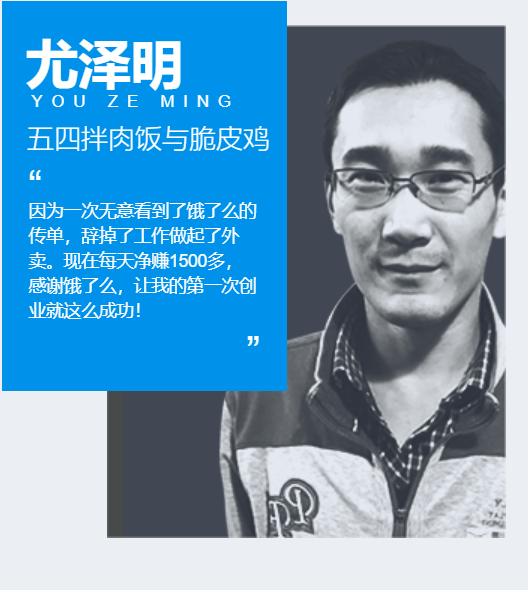 尤泽明
YOU ZE MING
五四拌肉饭与脆皮鸡
“
因为一次无意看到了饿了么的
传单，辞掉了工作做起了外
卖。现在每天净赚1500多，
感谢饿了么，让我的第一次创
业就这么成功！
”